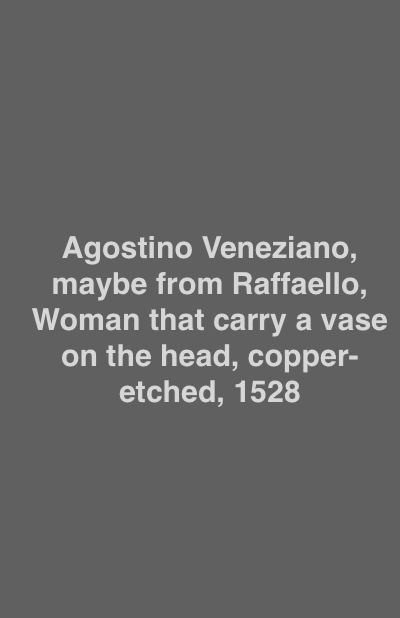 Agostino Veneziano,
maybe from Raffaello,
Woman that carry a vase
on the head, copper-
etched, 1528